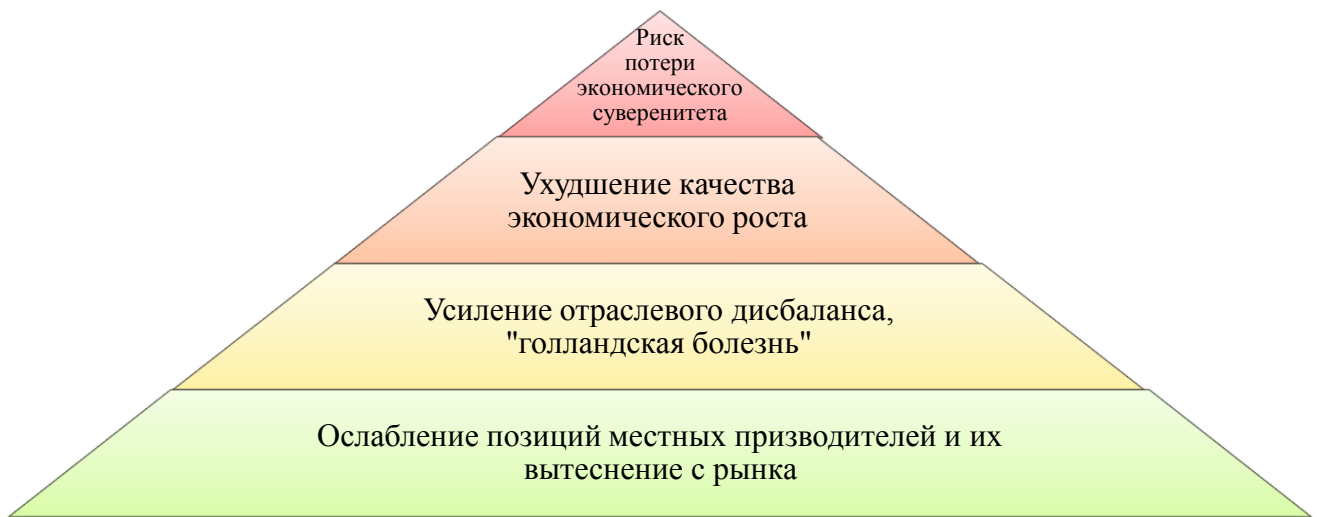 Риск
потери
экономического
суверенитета
Ухудшение качества
экономического роста
Усиление отраслевого дисбаланса,
"голландская болезнь"
Ослабление позиций местных призводителей и их
вытеснение с рынка